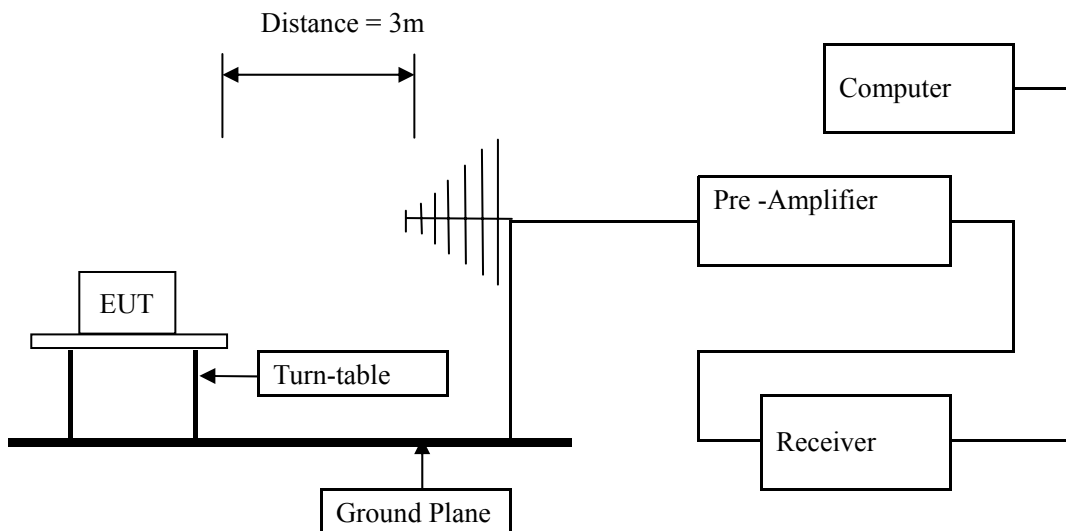 Distance = 3m
Computer
Pre -Amplifier
EUT
Turn-table
Receiver
Ground Plane